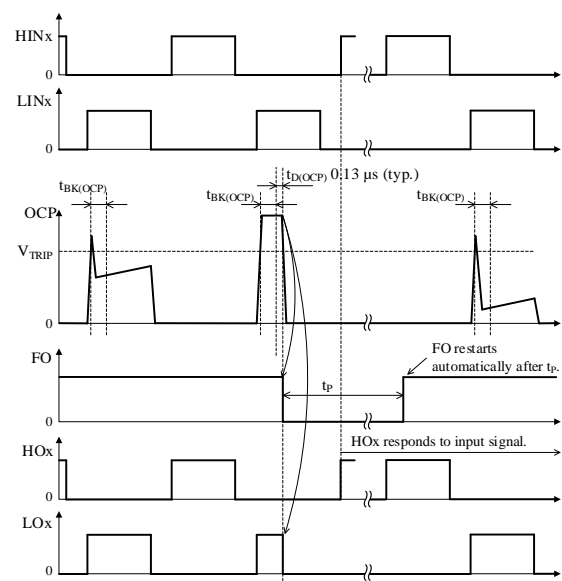 HINx
0
LINx
0
tD(OCP) 0.13 µs (typ.)
tBK(OCP)
tBK(OCP)
tBK(OCP)
OCP
VTRIP
0
FO
FO restarts
automatically after tP.
tP
0
HOx
HOx responds to input signal.
0
LOx
0